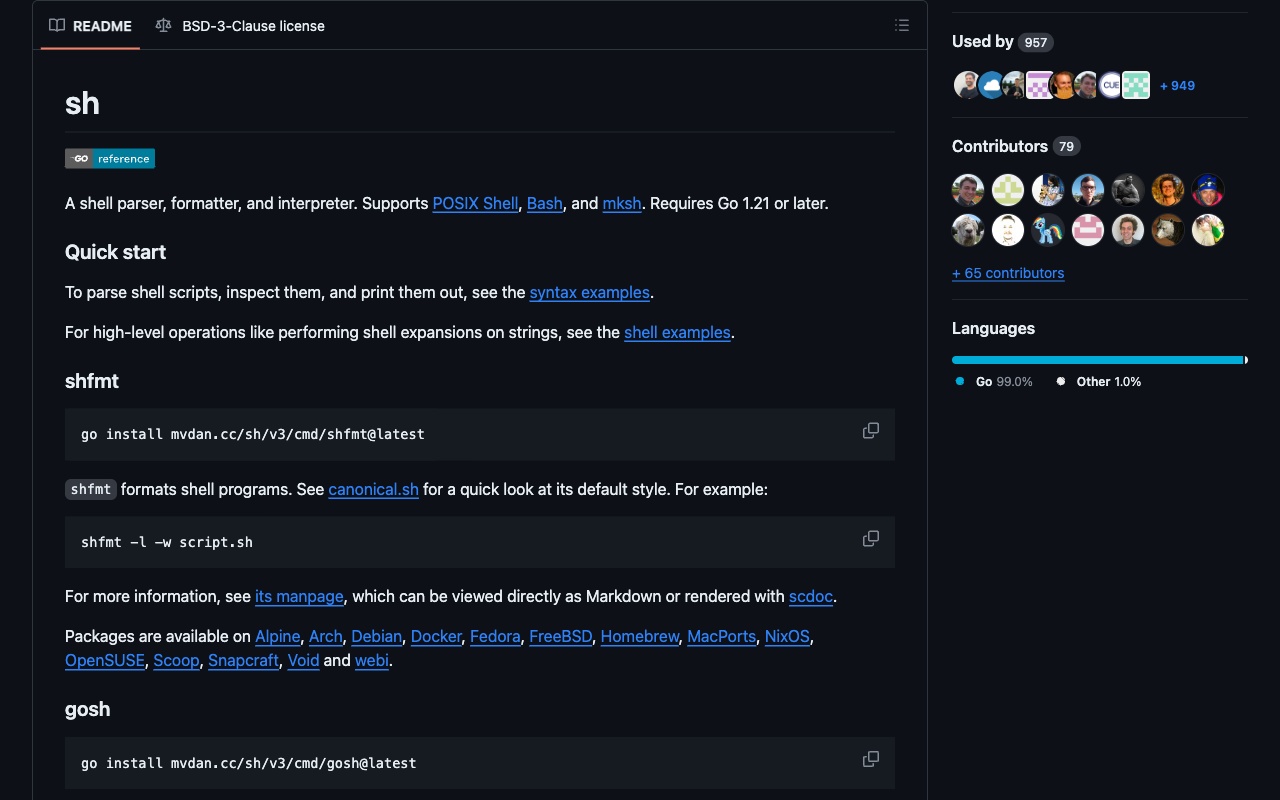 README
BSD-3-Clause license
sh
GO reference
A shell parser, formatter, and interpreter. Supports POSIX Shell, Bash, and mksh. Requires Go 1.21 or later.
Quick start
To parse shell scripts, inspect them, and print them out, see the syntax examples.
For high-level operations like performing shell expansions on strings, see the shell examples.
shfmt
go install mvdan.cc/sh/v3/cmd/shfmt@latest
shfmt formats shell programs. See canonical.sh for a quick look at its default style. For example:
shfmt -l -w script.sh
For more information, see its manpage, which can be viewed directly as Markdown or rendered with scdoc.
Packages are available on Alpine, Arch, Debian, Docker, Fedora, FreeBSD, Homebrew, MacPorts, NixOS,
OpenSUSE, Scoop, Snapcraft, Void and webi.
gosh
go install mvdan.cc/sh/v3/cmd/gosh@latest
Used by 957
CUE
+ 949
Contributors 79
+ 65 contributors
Languages
Go 99.0% Other 1.0%